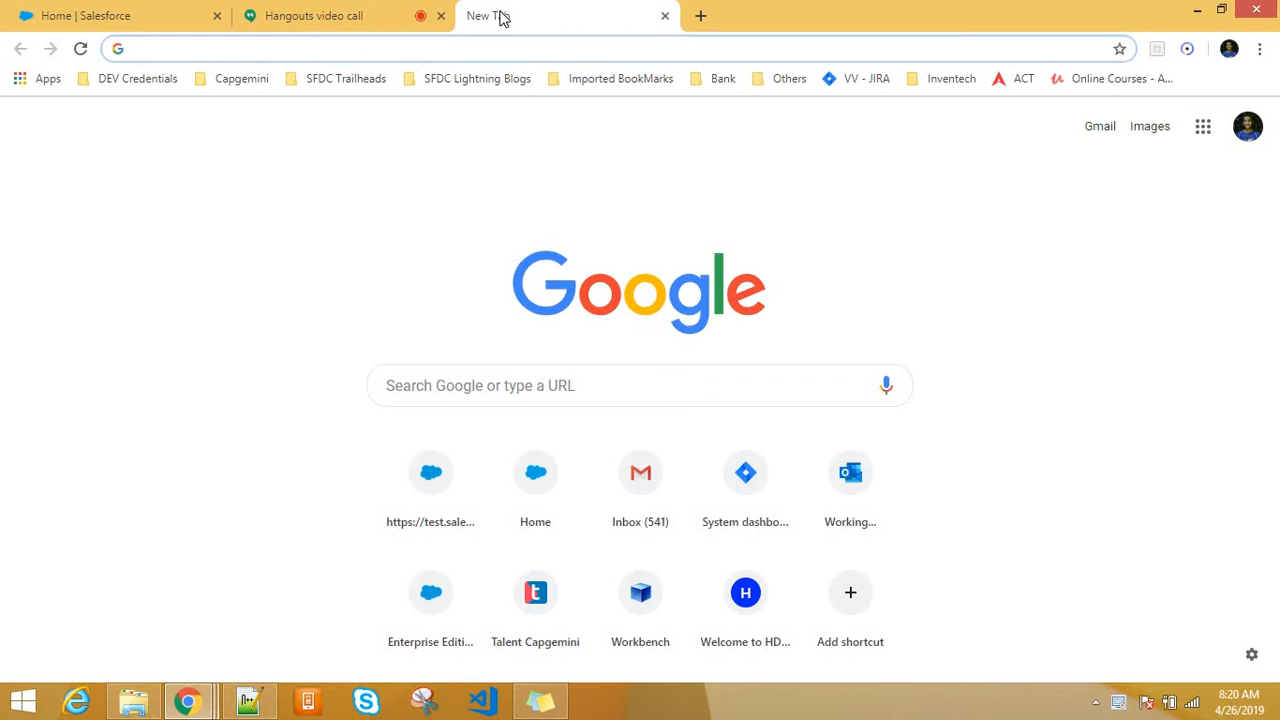 Home | Salesforce
Hangouts video call
New T
Apps
DEV Credentials
Capgemini
SFDC Trailheads
SFDC Lightning Blogs
Imported BookMarks
Bank
Others
VV - JIRA
Inventech
ACT
Online Courses - A...
Gmail
Images
Google
Search Google or type a URL
https://test.sale...
Home
Inbox (541)
System dashbo...
Working...
Enterprise Editi...
Talent Capgemini
Workbench
H
Welcome to HD...
Add shortcut
8:20 AM
4/26/2019